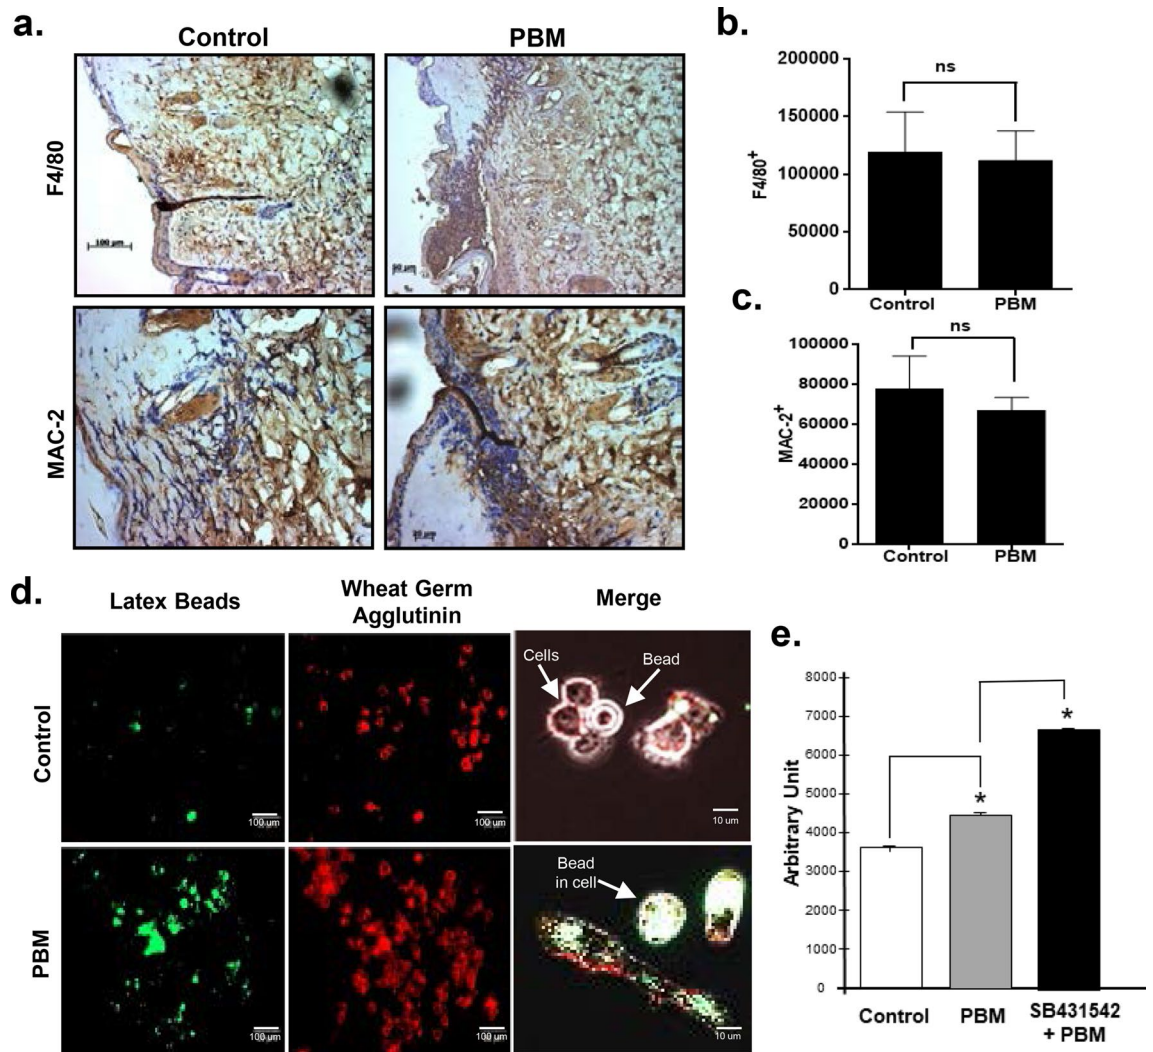 a.
Control
PBM
F4/80
100 µm
MAC-2
b.
F4/80+
200000
150000
100000
50000
0
ns
Control
PBM
c.
MAC-2+
100000
80000
60000
40000
20000
0
ns
Control
PBM
d.
Latex Beads
Wheat Germ
Agglutinin
Merge
Control
100 um
100 um
Cells
Bead
10 um
PBM
100 um
100 um
Bead
in cell
10 um
e.
Arbitrary Unit
8000
7000
6000
5000
4000
3000
2000
1000
0
*
*
Control
PBM
SB431542
+ PBM